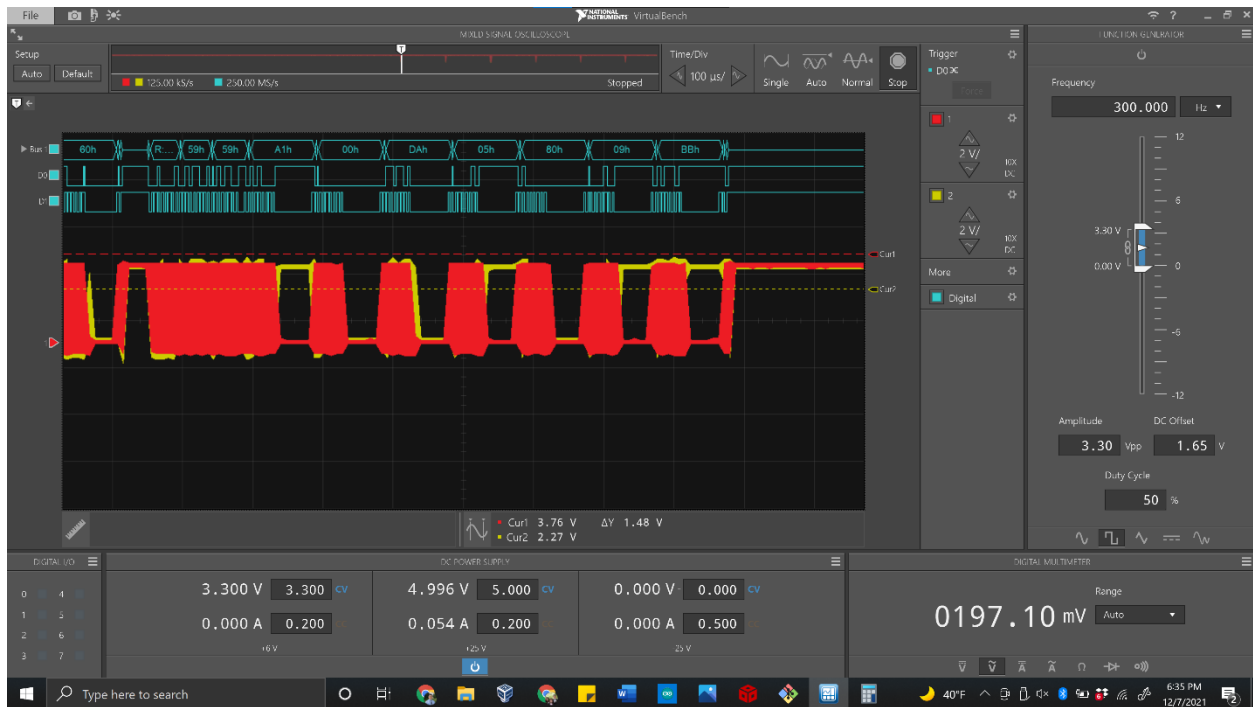 File
NATIONAL INSTRUMENTS VirtualBench
?
MIXED SIGNAL OSCILLOSCOPE
FUNCTION GENERATOR
Setup
Auto Default
T
125.00 kS/s 250.00 MS/s Stopped
Time/Div
100 µs/
Single Auto Normal Stop
Trigger
D0
Force
1
2 V/
10X
DC
2
2 V/
10X
DC
More
Digital
Bus 1
60h R:... 59h 59h A1h 00h DAh 05h 80h 09h BBh
D0
D1
Cur1
Cur2
1
Cur1 3.76 V ΔY 1.48 V
Cur2 2.27 V
Frequency
300.000 Hz
12
6
3.30 V
0.00 V
0
-6
-12
Amplitude DC Offset
3.30 Vpp 1.65 V
Duty Cycle
50 %
DIGITAL I/O
0 4
1 5
2 6
3 7
DC POWER SUPPLY
3.300 V 3.300 CV 4.996 V 5.000 CV 0.000 V - 0.000 CV
0.000 A 0.200 0.054 A 0.200 0.000 A 0.500
+6 V +25 V 25 V
DIGITAL MULTIMETER
Range
0197.10 mV Auto
V V A A Ω
Type here to search
40°F
6:35 PM
12/7/2021
2